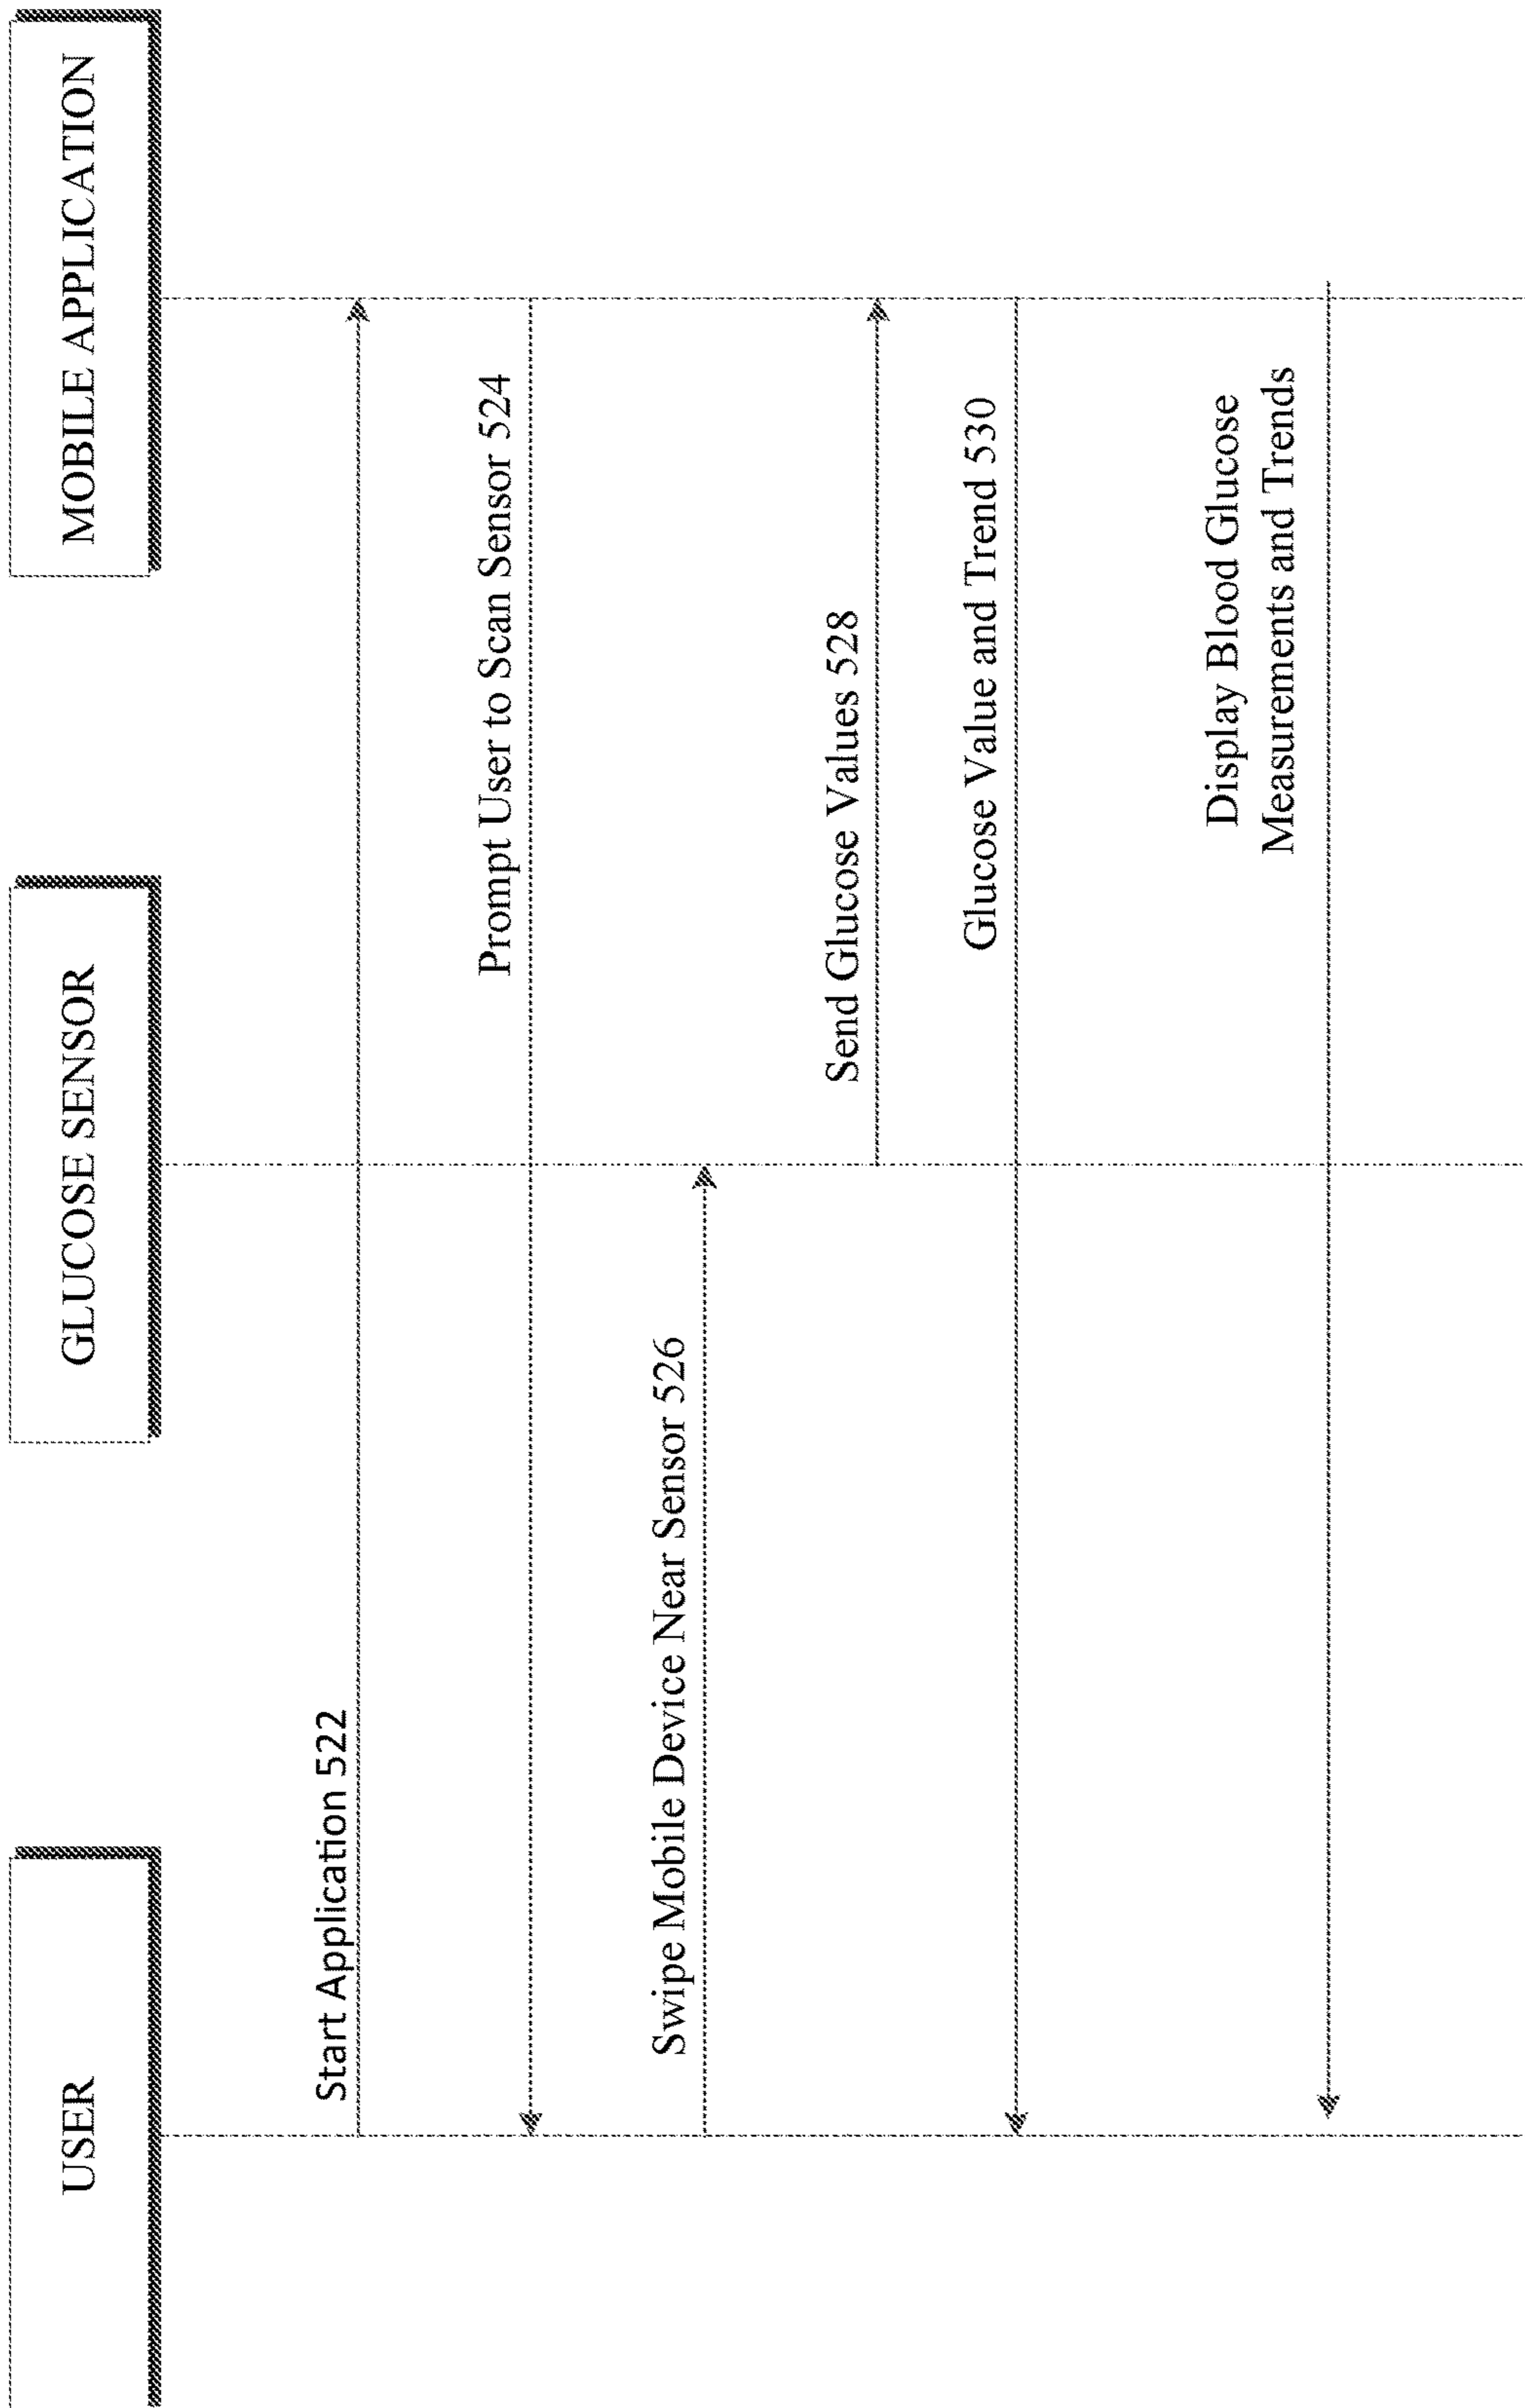 USER
GLUCOSE SENSOR
MOBILE APPLICATION
Start Application 522
Prompt User to Scan Sensor 524
Swipe Mobile Device Near Sensor 526
Send Glucose Values 528
Glucose Value and Trend 530
Display Blood Glucose
Measurements and Trends